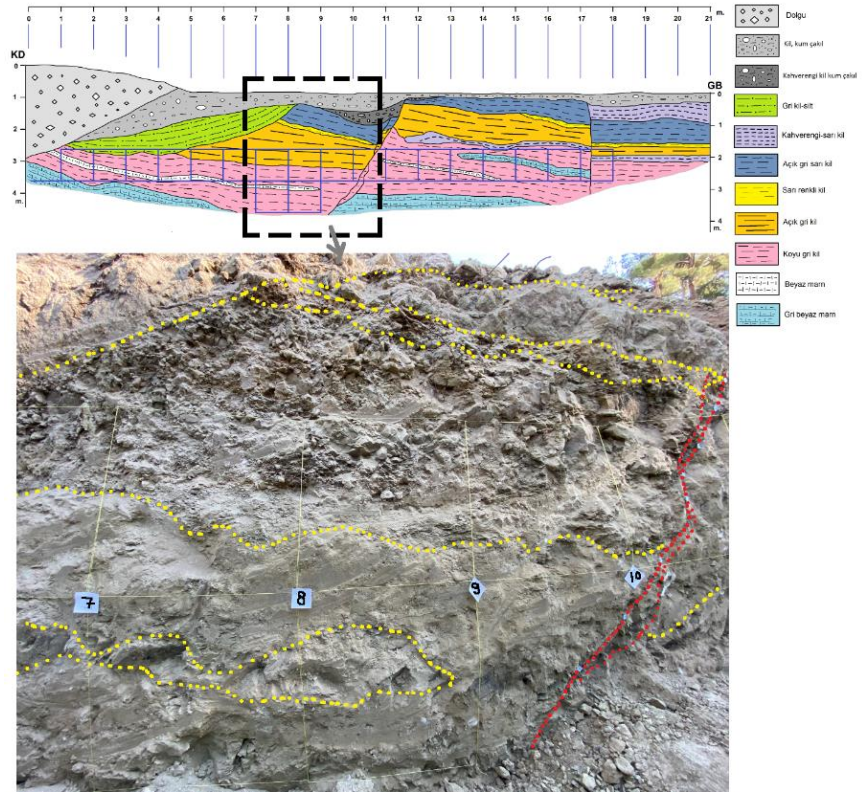 0 1 2 3 4 5 6 7 8 9 10 11 12 13 14 15 16 17 18 19 20 21 m.
KD
GB
0
1
2
3
4
m.
0
1
2
3
4
m.
Dolgu
Kil, kum çakıl
Kahverengi kil kum çakıl
Gri kil-silt
Kahverengi-sarı kil
Açık gri sarı kil
Sarı renkli kil
Açık gri kil
Koyu gri kil
Beyaz marn
Gri beyaz marn
7
8
9
10